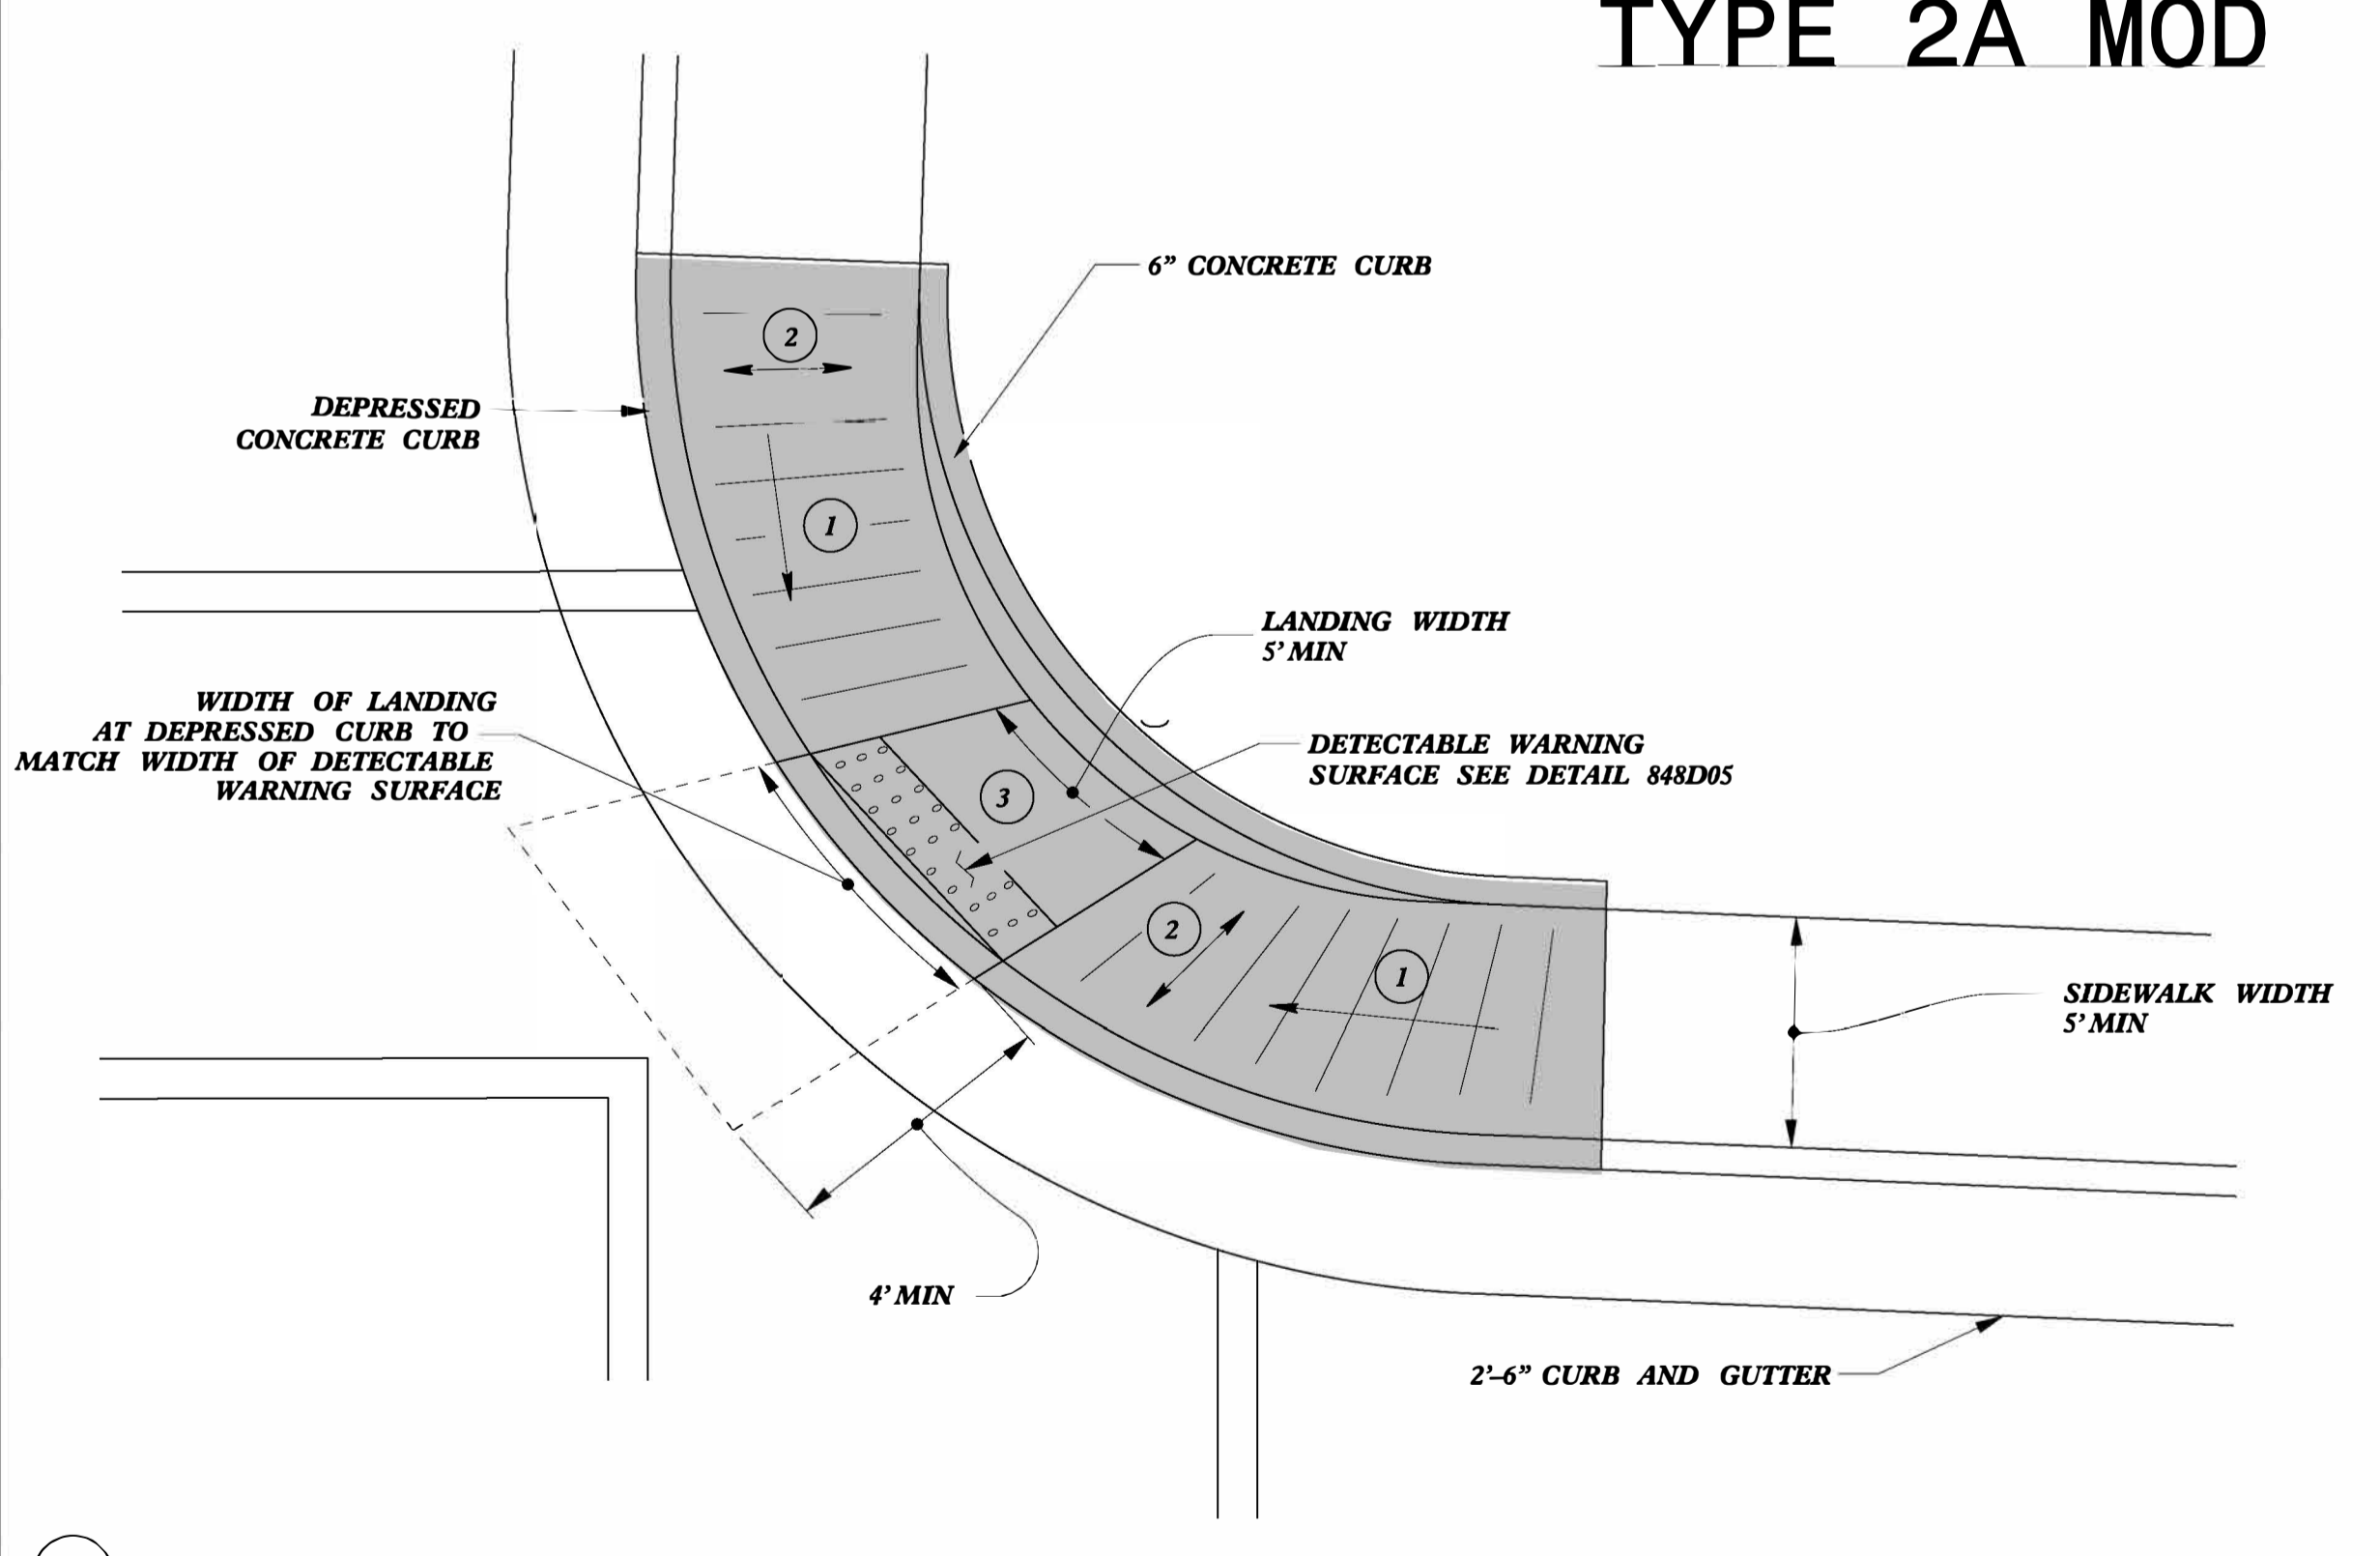 TYPE 2A MOD
2
6” CONCRETE CURB
DEPRESSED
CONCRETE CURB
1
LANDING WIDTH
5’ MIN
WIDTH OF LANDING
AT DEPRESSED CURB TO
MATCH WIDTH OF DETECTABLE
WARNING SURFACE
DETECTABLE WARNING
SURFACE SEE DETAIL 848D05
3
2
1
SIDEWALK WIDTH
5’ MIN
4’ MIN
2’–6” CURB AND GUTTER